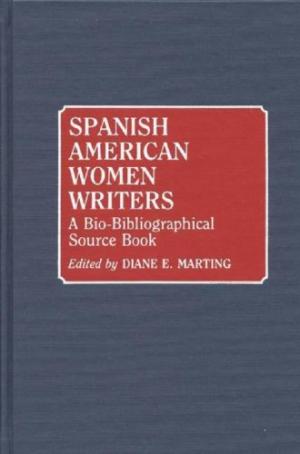 SPANISH
AMERICAN
WOMEN
WRITERS
A Bio-Bibliographical
Source Book
Edited by DIANE E. MARTING